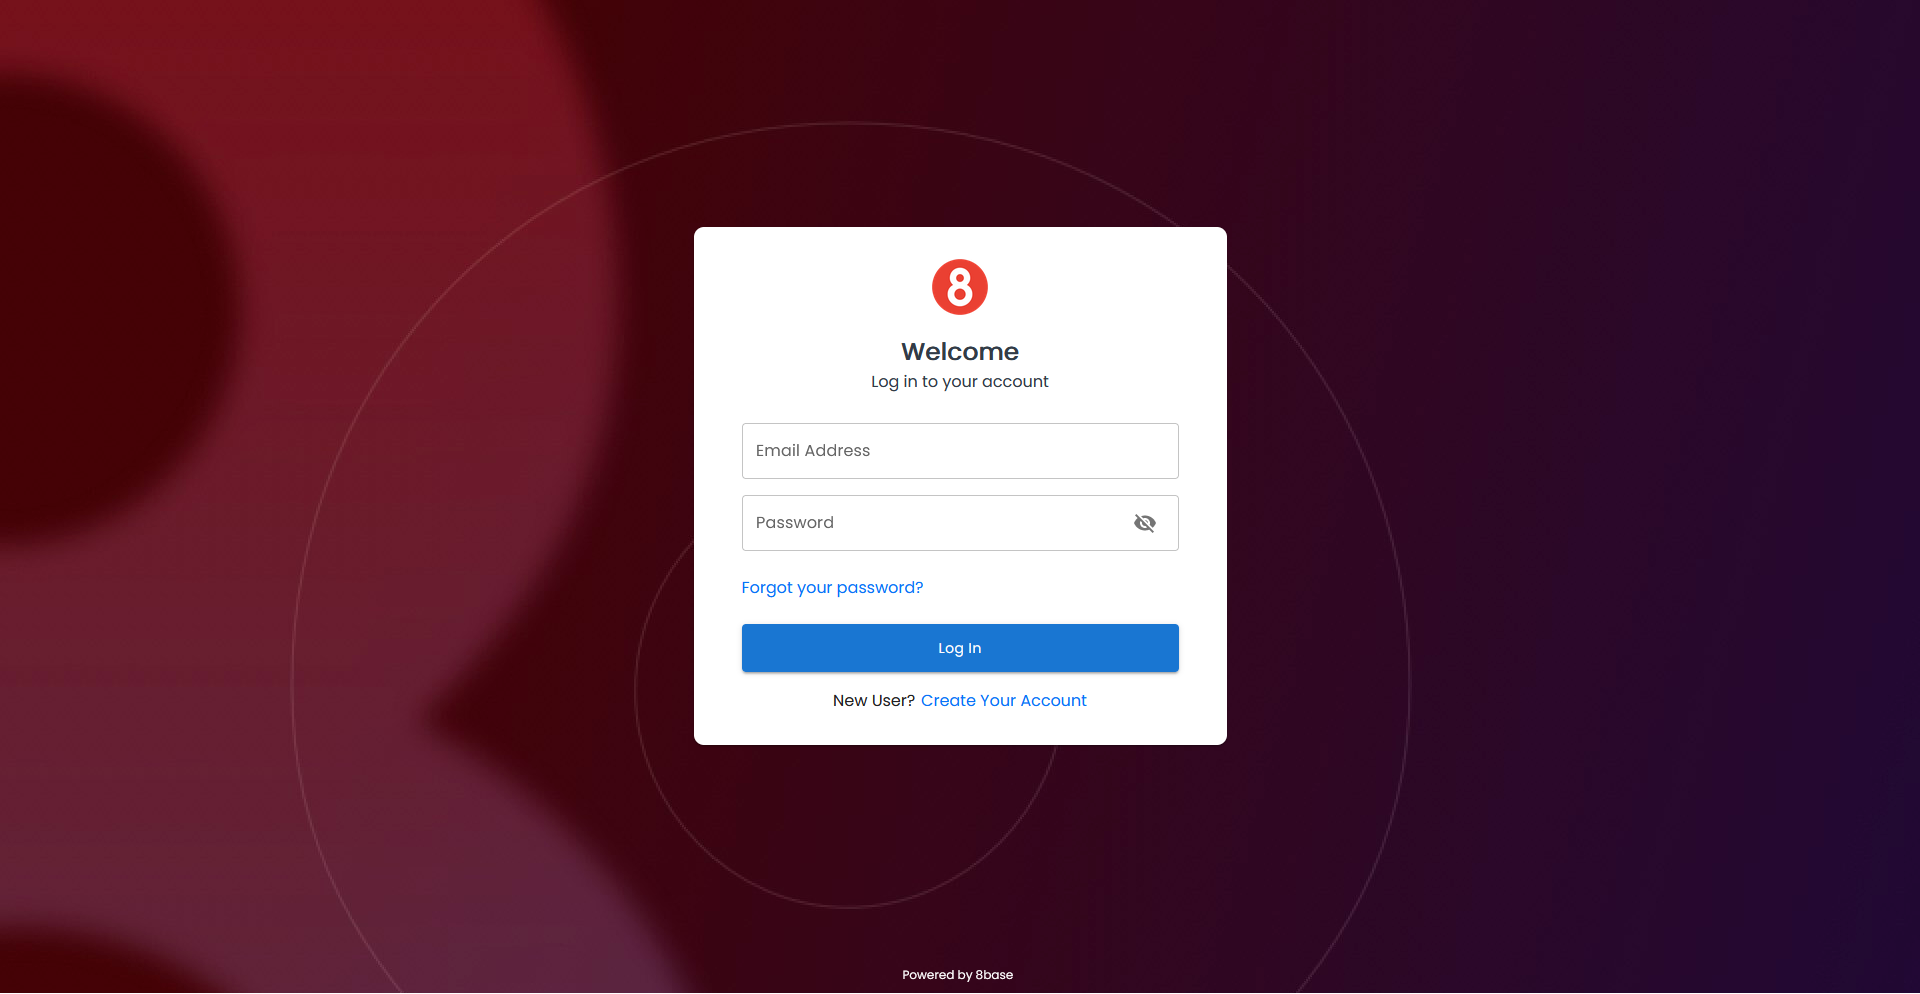 8
Welcome
Log in to your account
Email Address
Password
Forgot your password?
Log In
New User? Create Your Account
Powered by 8base